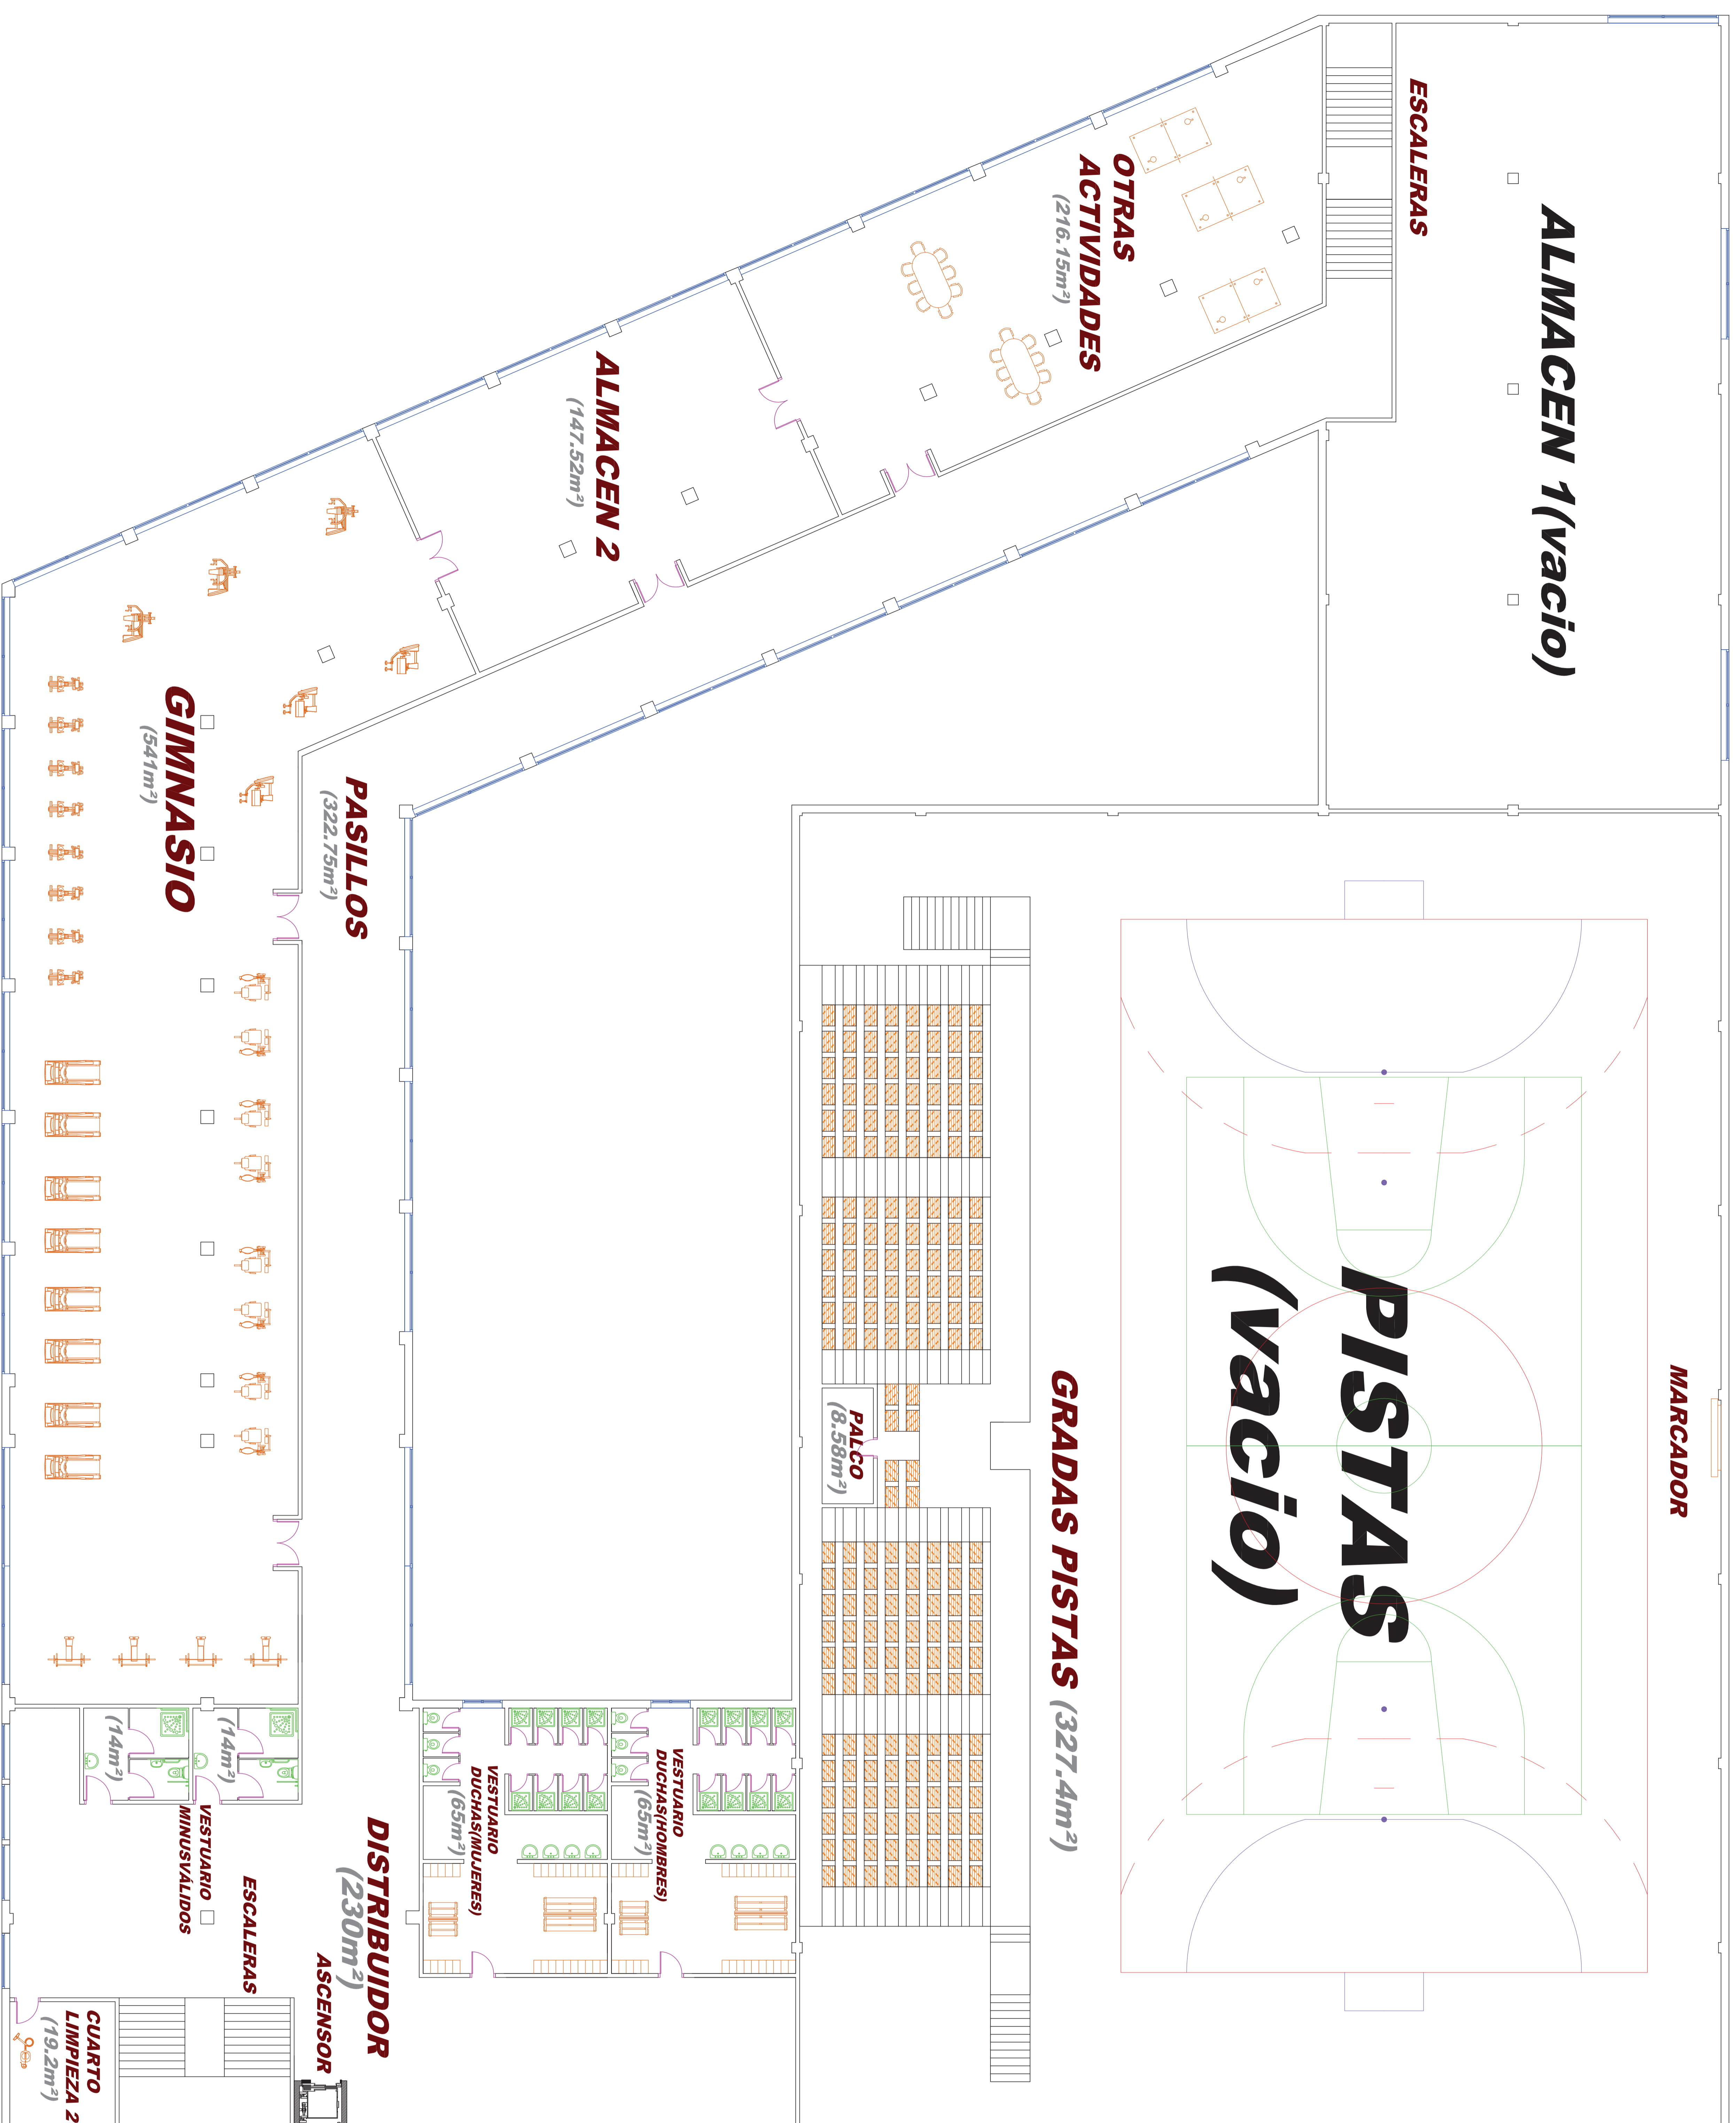 ESCALERAS
ALMACEN 1(vacio)
OTRAS
ACTIVIDADES
(216.15m²)
ALMACEN 2
(147.52m²)
GIMNASIO
(541m²)
PASILLOS
(322.75m²)
MARCADOR
PISTAS
(vacio)
GRADAS PISTAS (327.4m²)
PALCO
(8.58m²)
VESTUARIO
DUCHAS(HOMBRES)
(65m²)
VESTUARIO
DUCHAS(MUJERES)
(65m²)
(14m²)
(14m²)
VESTUARIO
MINUSVÁLIDOS
DISTRIBUIDOR
(230m²)
ESCALERAS
ASCENSOR
CUARTO
LIMPIEZA 2
(19.2m²)